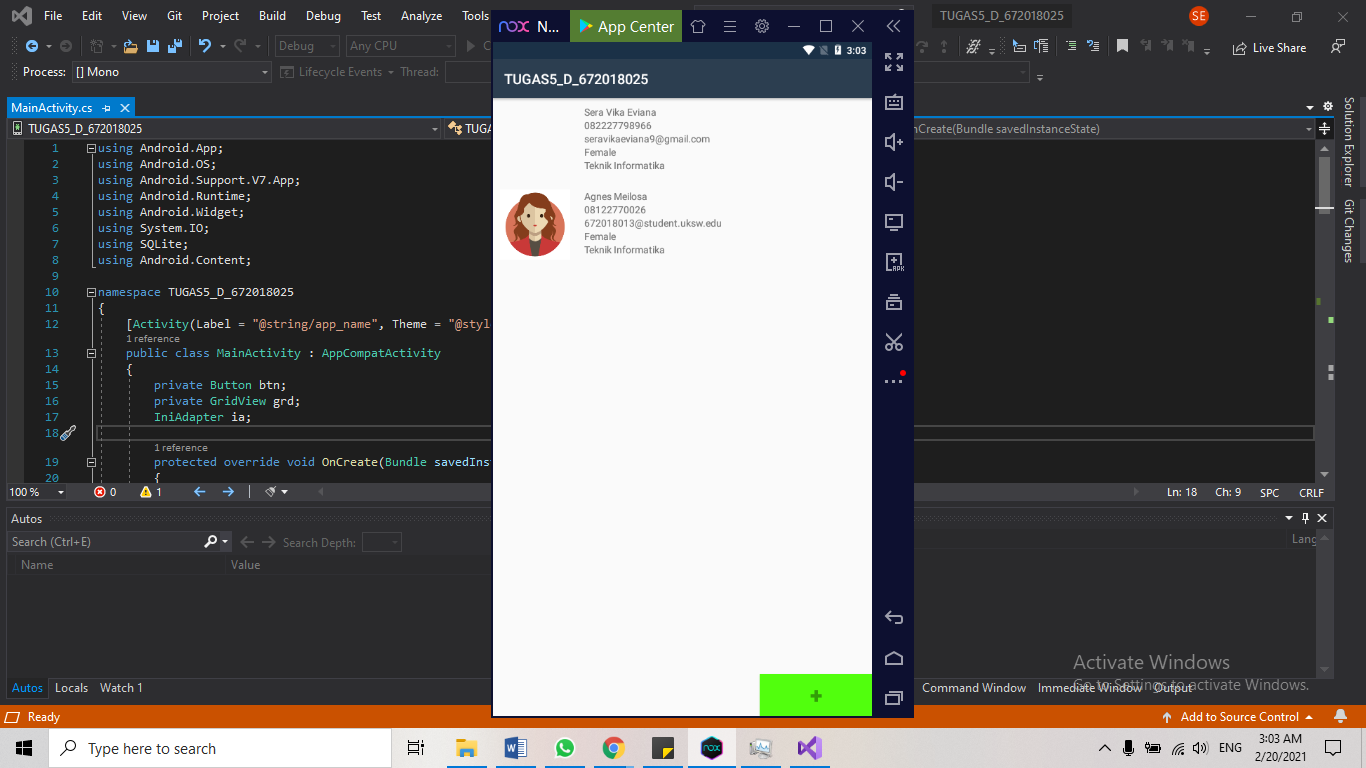 File Edit View Git Project Build Debug Test Analyze Tools
TUGAS5_D_672018025
SE
Debug Any CPU
Live Share
Process: [] Mono Lifecycle Events Thread:
MainActivity.cs
TUGAS5_D_672018025
TUGA
nCreate(Bundle savedInstanceState)
1 using Android.App;
2 using Android.OS;
3 using Android.Support.V7.App;
4 using Android.Runtime;
5 using Android.Widget;
6 using System.IO;
7 using SQLite;
8 using Android.Content;
9
10 namespace TUGAS5_D_672018025
11 {
12 [Activity(Label = "@string/app_name", Theme = "@styl
1 reference
13 public class MainActivity : AppCompatActivity
14 {
15 private Button btn;
16 private GridView grd;
17 IniAdapter ia;
18
1 reference
19 protected override void OnCreate(Bundle savedIns
20 {
100 % 0 1
Ln: 18 Ch: 9 SPC CRLF
Autos
Search (Ctrl+E) Search Depth:
Name Value
Lang
Autos Locals Watch 1
Command Window Immediate Window Output
Ready
Add to Source Control
Solution Explorer
Git Changes
nox N... App Center
3:03
TUGAS5_D_672018025
Sera Vika Eviana
082227798966
seravikaeviana9@gmail.com
Female
Teknik Informatika
Agnes Meilosa
08122770026
672018013@student.uksw.edu
Female
Teknik Informatika
+
APK
Activate Windows
Go to Settings to activate Windows.
Type here to search
nox
ENG
3:03 AM
2/20/2021